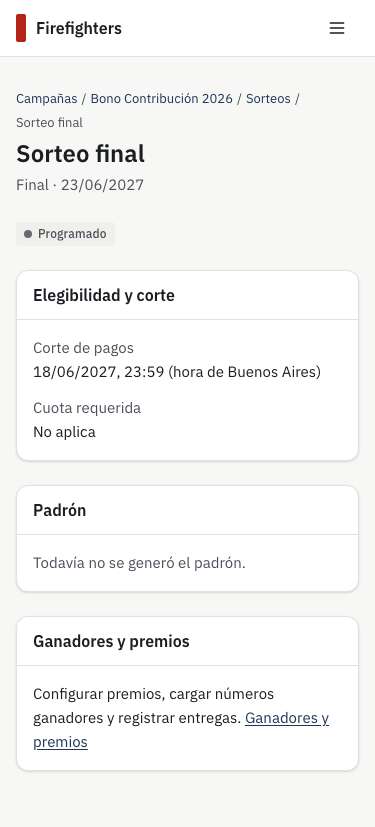 Firefighters
Campañas / Bono Contribución 2026 / Sorteos /
Sorteo final
Sorteo final
Final · 23/06/2027
Programado
Elegibilidad y corte
Corte de pagos
18/06/2027, 23:59 (hora de Buenos Aires)
Cuota requerida
No aplica
Padrón
Todavía no se generó el padrón.
Ganadores y premios
Configurar premios, cargar números
ganadores y registrar entregas. Ganadores y
premios